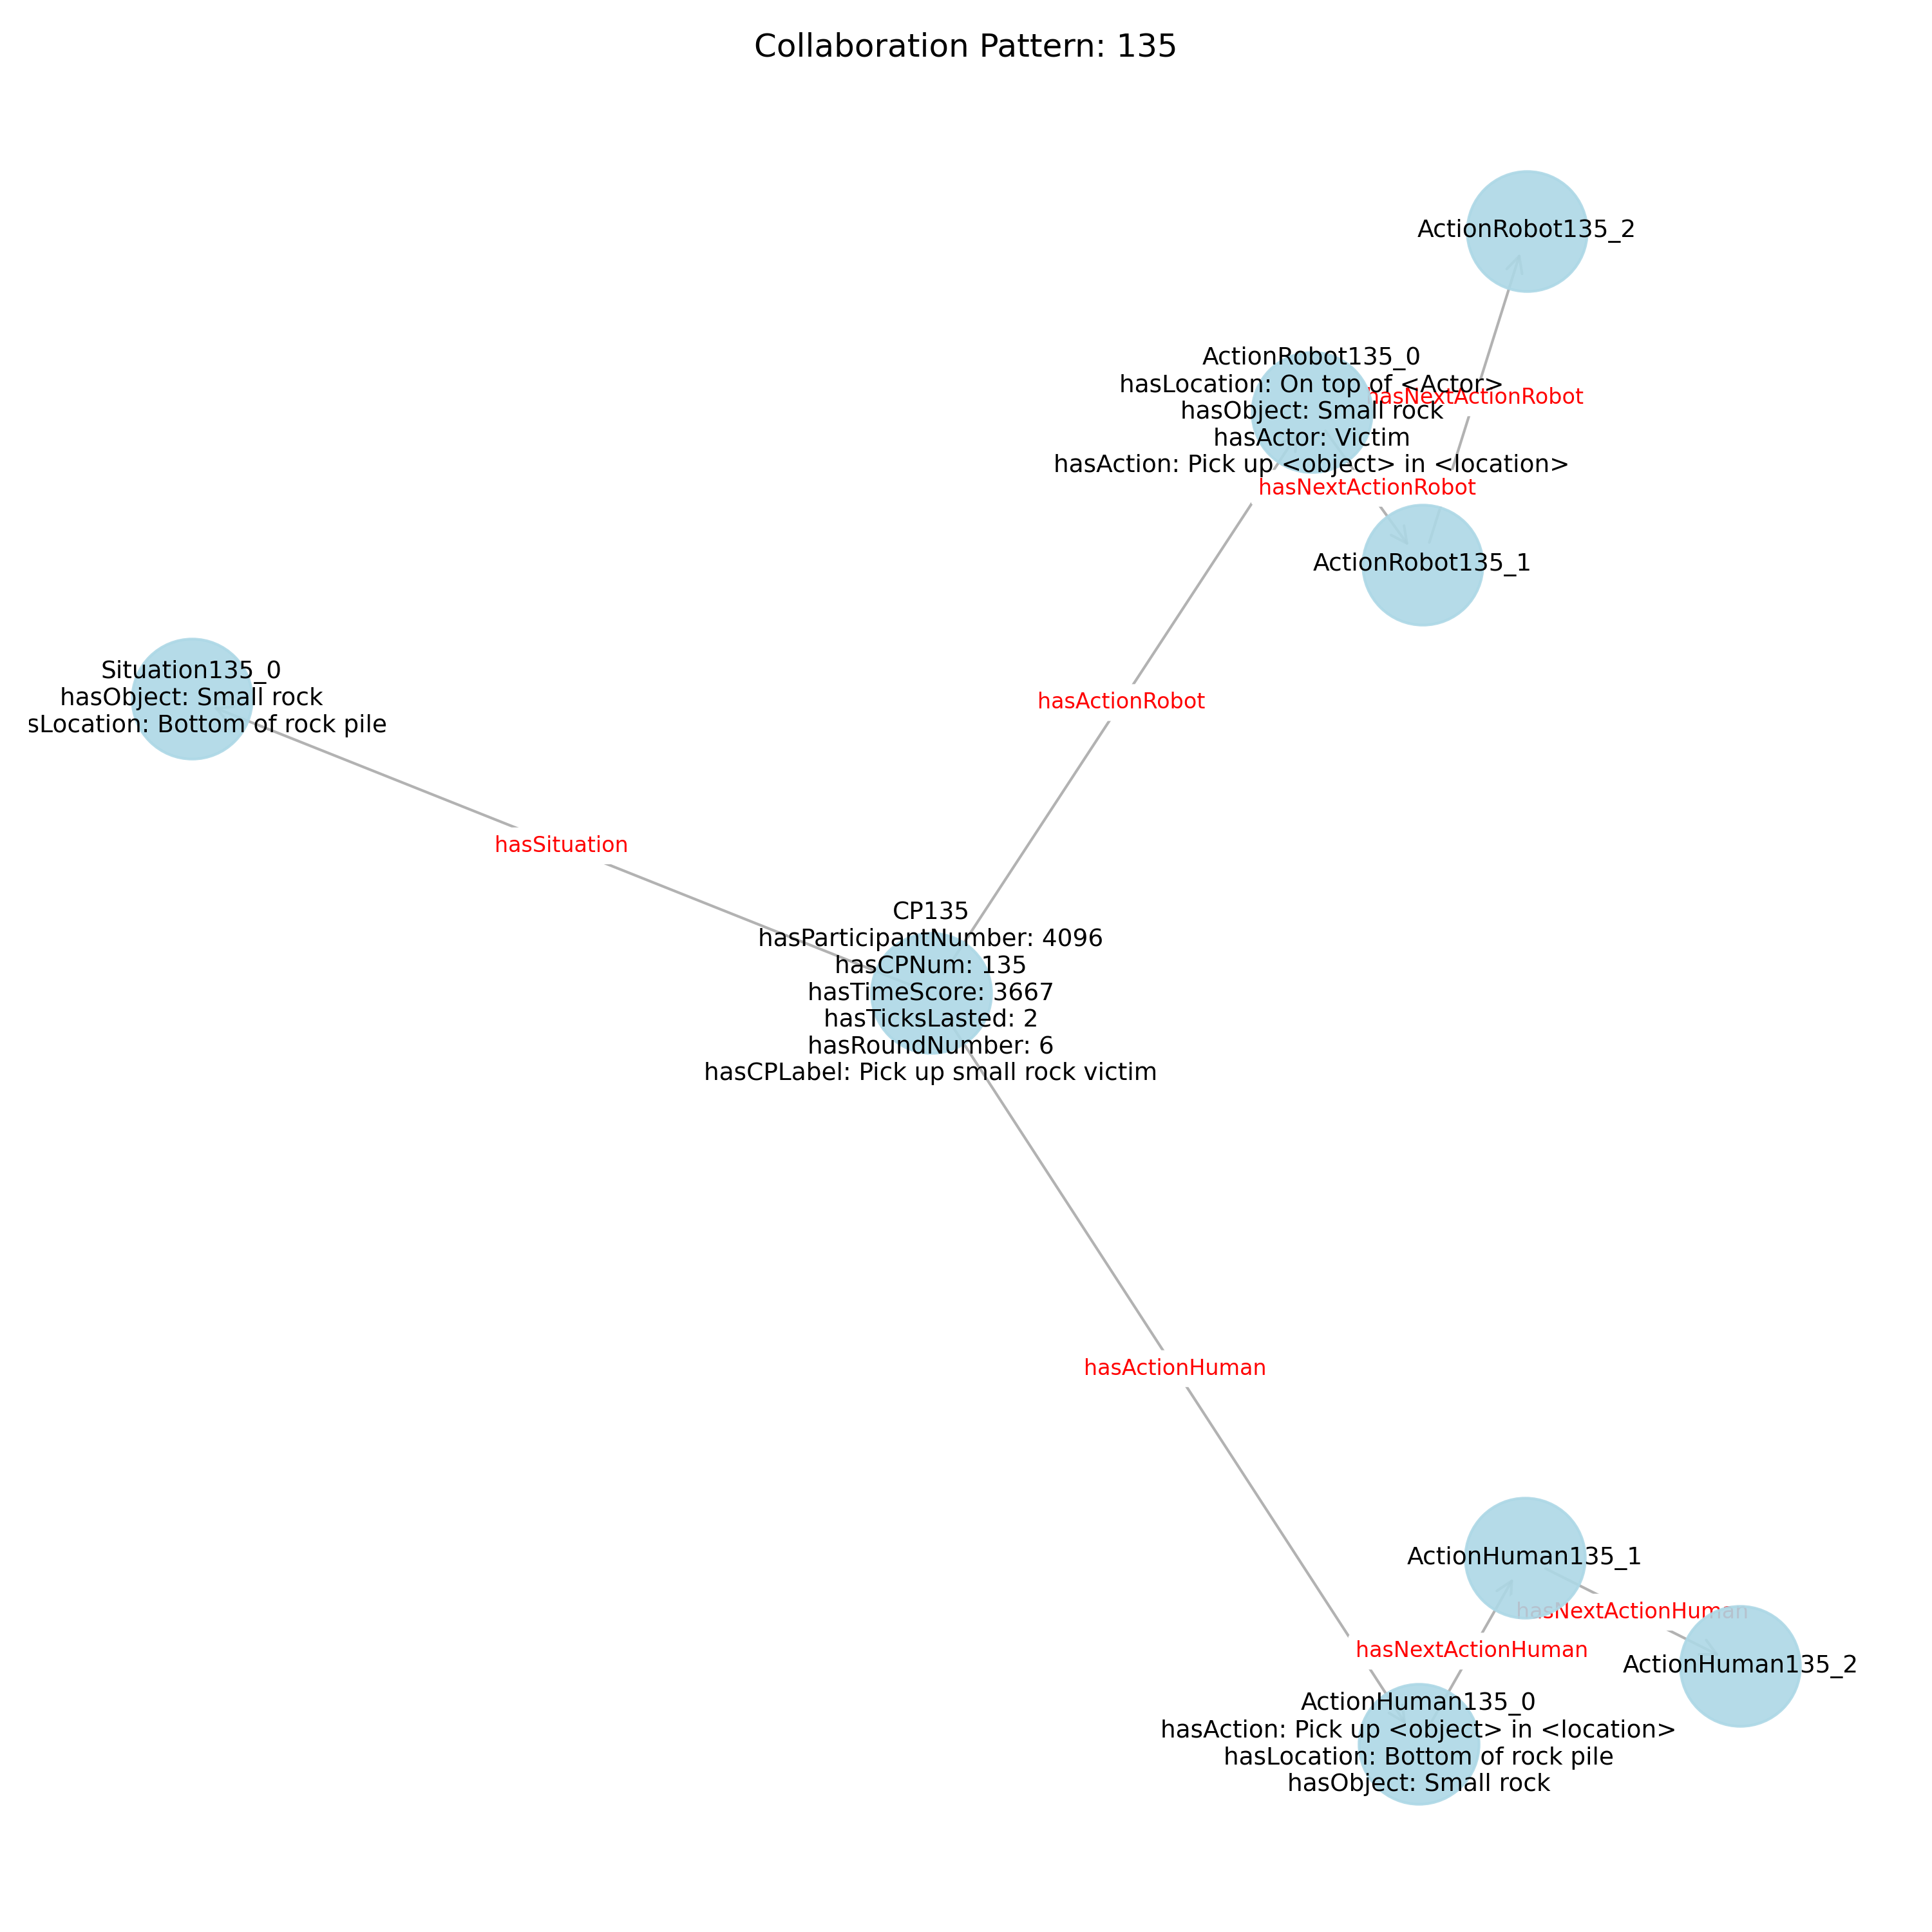 Collaboration Pattern: 135
ActionRobot135_2
ActionRobot135_0
hasLocation: On top of <Actor>
hasObject: Small rock
hasActor: Victim
hasAction: Pick up <object> in <location>
hasNextActionRobot
hasNextActionRobot
ActionRobot135_1
Situation135_0
hasObject: Small rock
sLocation: Bottom of rock pile
hasActionRobot
hasSituation
CP135
hasParticipantNumber: 4096
hasCPNum: 135
hasTimeScore: 3667
hasTicksLasted: 2
hasRoundNumber: 6
hasCPLabel: Pick up small rock victim
hasActionHuman
ActionHuman135_1
hasNextActionHuman
hasNextActionHuman
ActionHuman135_2
ActionHuman135_0
hasAction: Pick up <object> in <location>
hasLocation: Bottom of rock pile
hasObject: Small rock